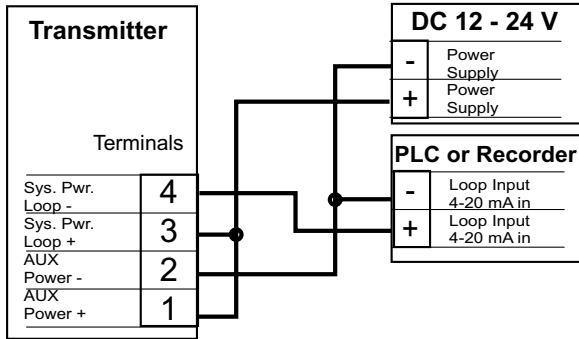 Transmitter
Terminals
Sys. Pwr.
Loop -
4
Sys. Pwr.
Loop +
3
AUX
Power -
2
AUX
Power +
1
DC 12 - 24 V
-
Power
Supply
+
Power
Supply
PLC or Recorder
-
Loop Input
4-20 mA in
+
Loop Input
4-20 mA in